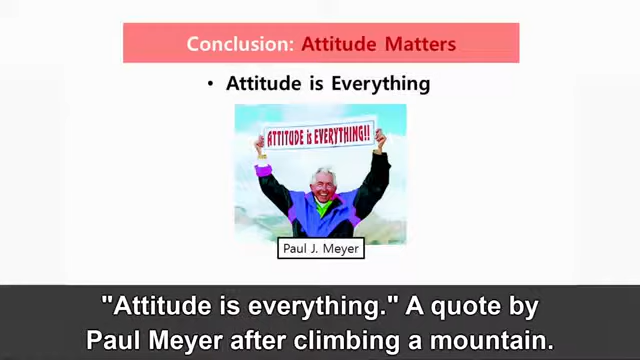 Conclusion: Attitude Matters
• Attitude is Everything
ATTITUDE is EVERYTHING!!
Paul J. Meyer
"Attitude is everything." A quote by
Paul Meyer after climbing a mountain.